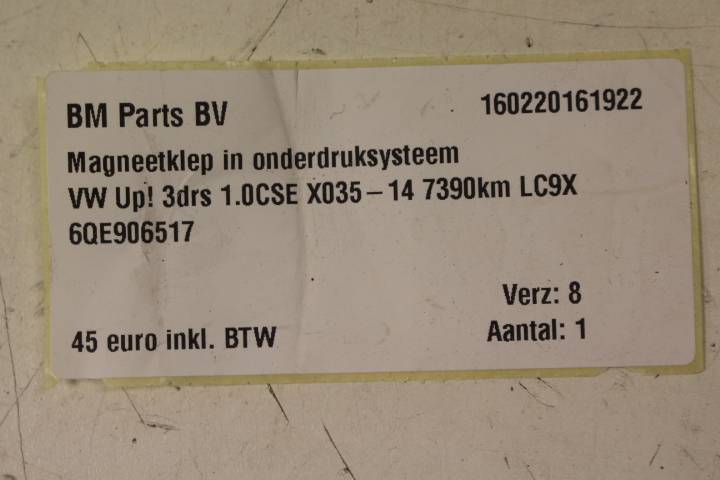 BM Parts BV 160220161922
Magneetklep in onderdruksysteem
VW Up! 3drs 1.0CSE X035-14 7390km LC9X
6QE906517
Verz: 8
45 euro inkl. BTW Aantal: 1